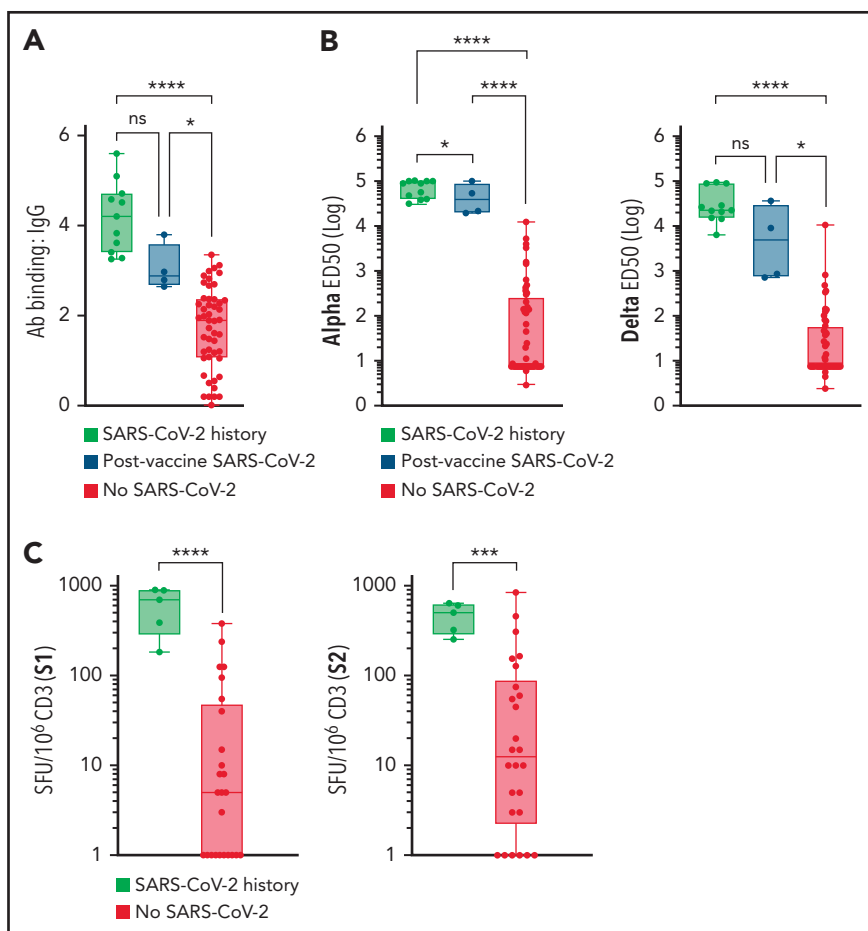 A
B
****
ns
*
6
4
2
0
Ab binding: IgG
SARS-CoV-2 history
Post-vaccine SARS-CoV-2
No SARS-CoV-2
****
****
*
6
5
4
3
2
1
0
Alpha ED50 (Log)
SARS-CoV-2 history
Post-vaccine SARS-CoV-2
No SARS-CoV-2
****
ns
*
6
5
4
3
2
1
0
Delta ED50 (Log)
C
****
1000
100
10
1
SFU/10⁶ CD3 (S1)
SARS-CoV-2 history
No SARS-CoV-2
***
1000
100
10
1
SFU/10⁶ CD3 (S2)